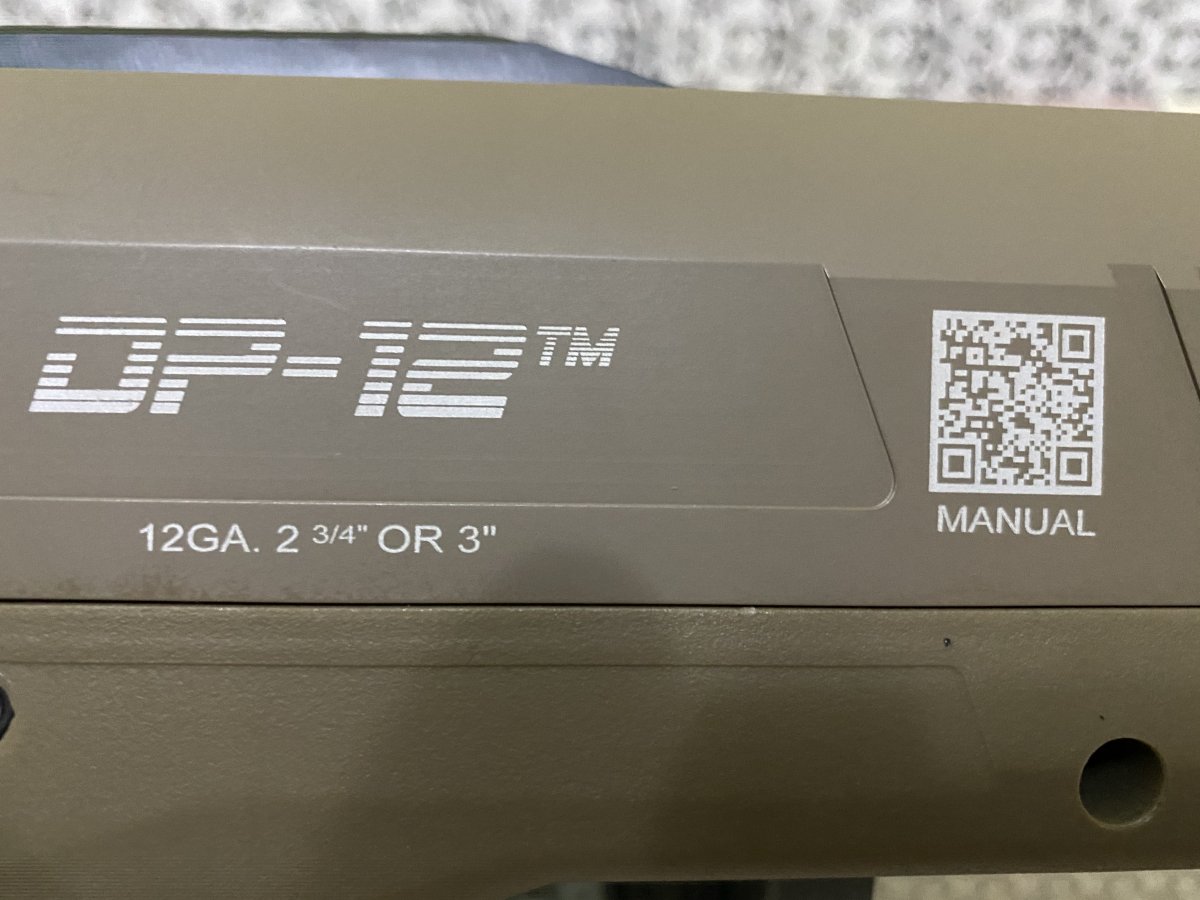 DP-12™
12GA. 2 3/4" OR 3"
MANUAL